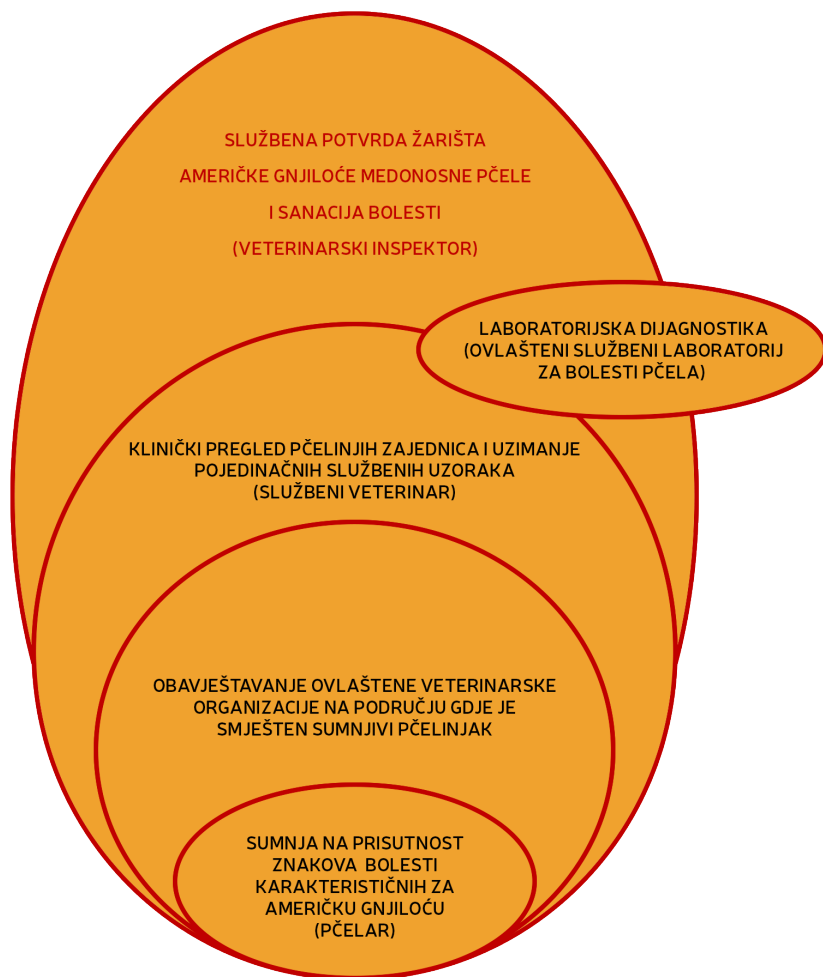 SLUŽBENA POTVRDA ŽARIŠTA
AMERIČKE GNJILOĆE MEDONOSNE PČELE
I SANACIJA BOLESTI
(VETERINARSKI INSPEKTOR)
LABORATORIJSKA DIJAGNOSTIKA
(OVLAŠTENI SLUŽBENI LABORATORIJ
ZA BOLESTI PČELA)
KLINIČKI PREGLED PČELINJIH ZAJEDNICA I UZIMANJE
POJEDINAČNIH SLUŽBENIH UZORAKA
(SLUŽBENI VETERINAR)
OBAVJEŠTAVANJE OVLAŠTENE VETERINARSKE
ORGANIZACIJE NA PODRUČJU GDJE JE
SMJEŠTEN SUMNJIVI PČELINJAK
SUMNJA NA PRISUTNOST
ZNAKOVA BOLESTI
KARAKTERISTIČNIH ZA
AMERIČKU GNJILOĆU
(PČELAR)